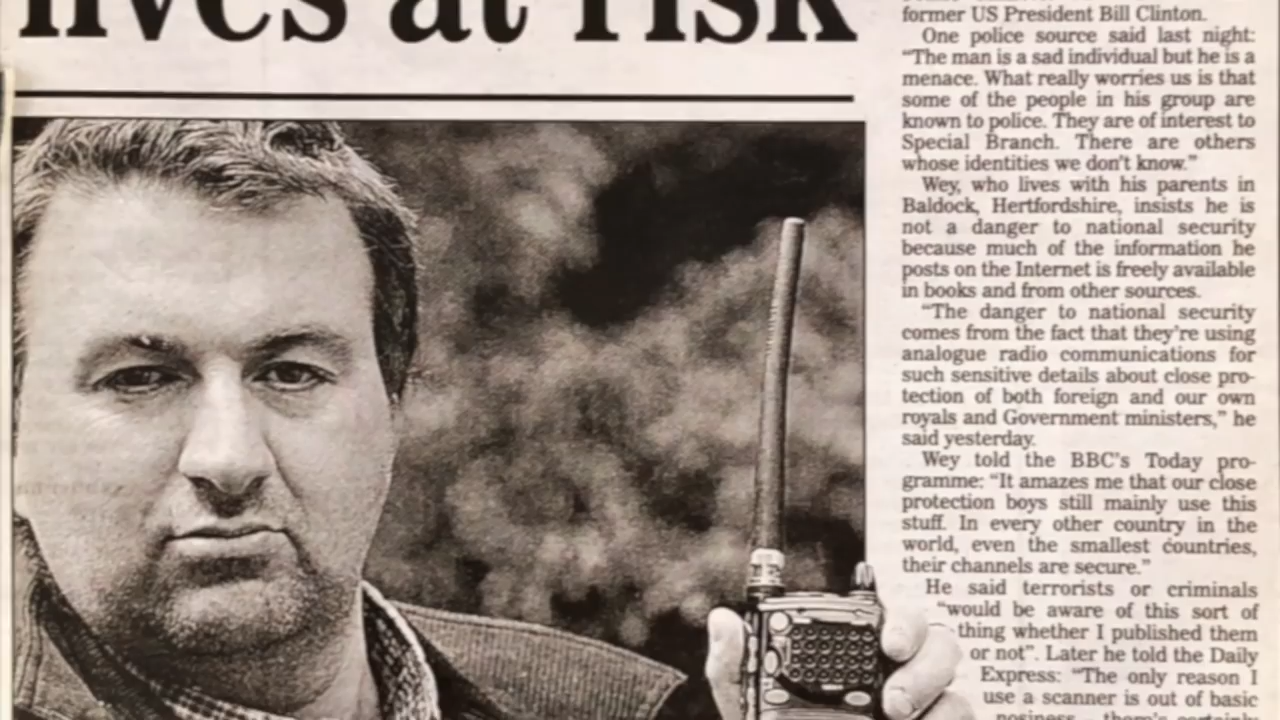 lives at risk
former US President Bill Clinton.
One police source said last night:
“The man is a sad individual but he is a
menace. What really worries us is that
some of the people in his group are
known to police. They are of interest to
Special Branch. There are others
whose identities we don't know.”
Wey, who lives with his parents in
Baldock, Hertfordshire, insists he is
not a danger to national security
because much of the information he
posts on the Internet is freely available
in books and from other sources.
“The danger to national security
comes from the fact that they're using
analogue radio communications for
such sensitive details about close pro-
tection of both foreign and our own
royals and Government ministers,” he
said yesterday.
Wey told the BBC's Today pro-
gramme: “It amazes me that our close
protection boys still mainly use this
stuff. In every other country in the
world, even the smallest countries,
their channels are secure.”
He said terrorists or criminals
“would be aware of this sort of
thing whether I published them
or not”. Later he told the Daily
Express: “The only reason I
use a scanner is out of basic